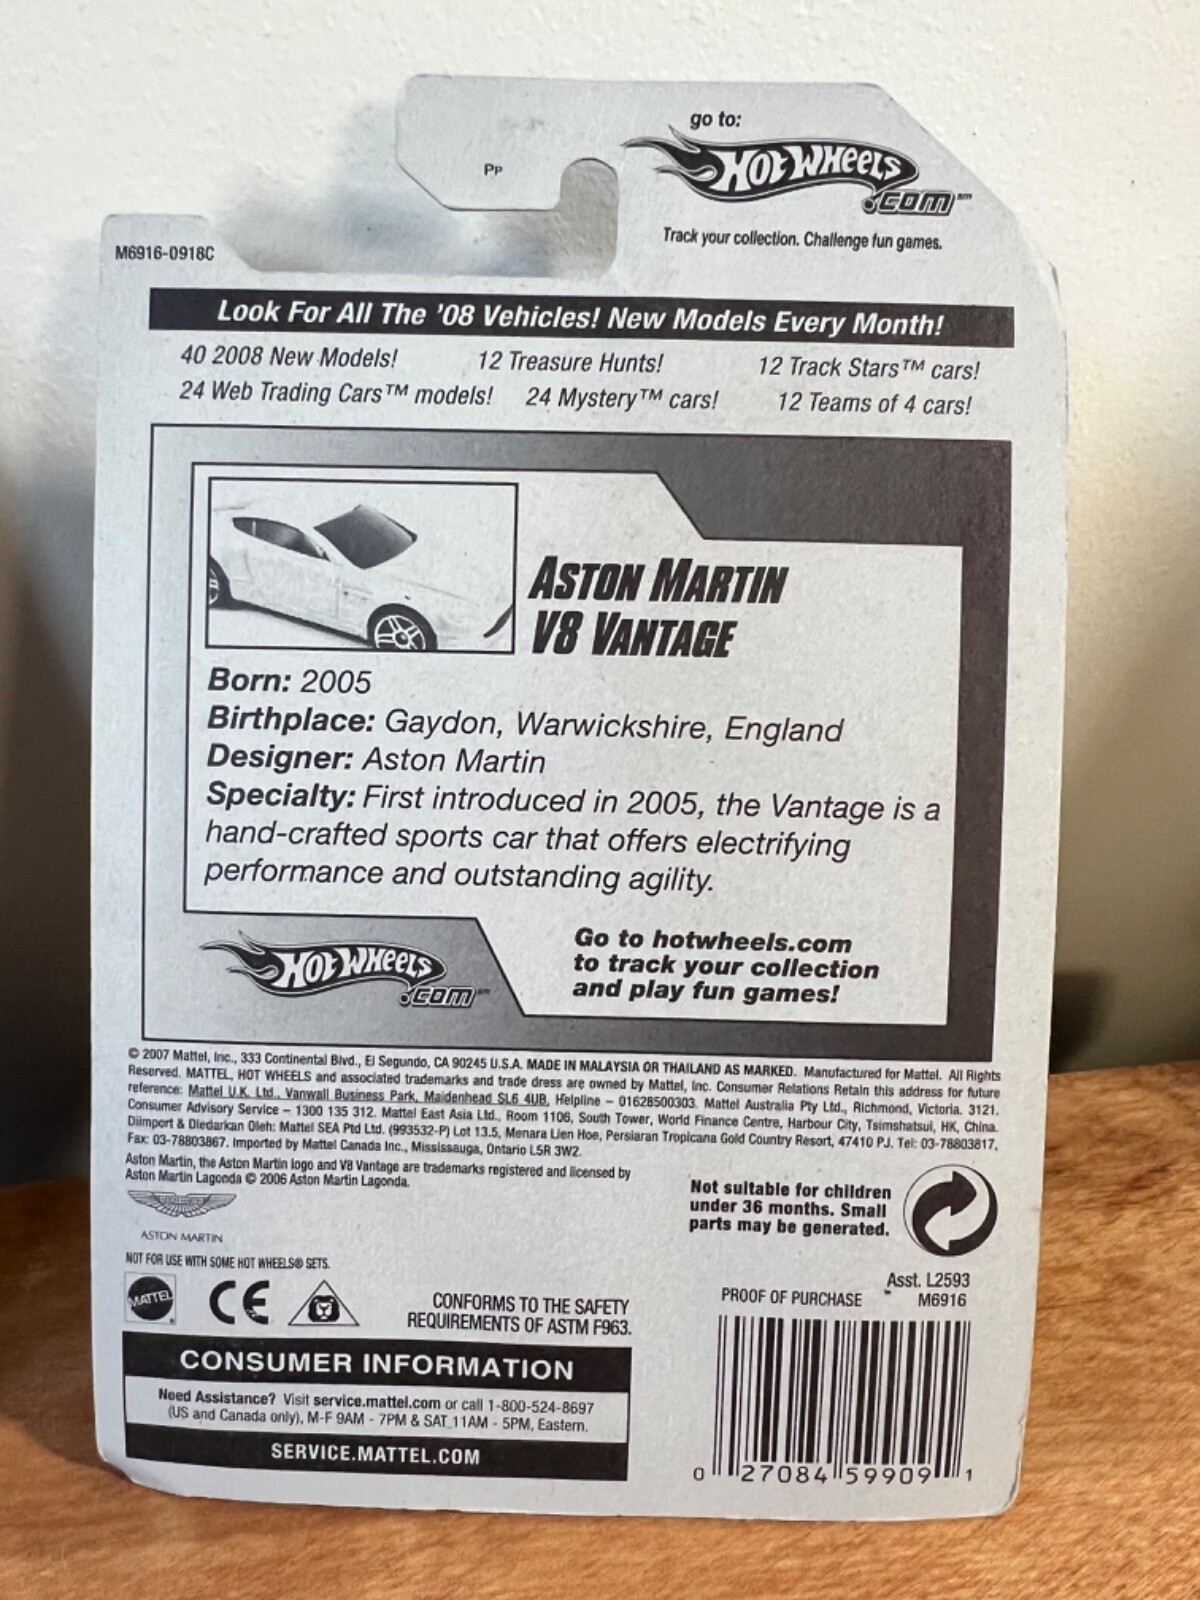 go to:
Hot Wheels
.com℠
Pp
Track your collection. Challenge fun games.
M6916-0918C
Look For All The '08 Vehicles! New Models Every Month!
40 2008 New Models! 12 Treasure Hunts! 12 Track Stars™ cars!
24 Web Trading Cars™ models! 24 Mystery™ cars! 12 Teams of 4 cars!
ASTON MARTIN
V8 VANTAGE
Born: 2005
Birthplace: Gaydon, Warwickshire, England
Designer: Aston Martin
Specialty: First introduced in 2005, the Vantage is a
hand-crafted sports car that offers electrifying
performance and outstanding agility.
Hot Wheels
.com℠
Go to hotwheels.com
to track your collection
and play fun games!
© 2007 Mattel, Inc., 333 Continental Blvd., El Segundo, CA 90245 U.S.A. MADE IN MALAYSIA OR THAILAND AS MARKED. Manufactured for Mattel. All Rights
Reserved. MATTEL, HOT WHEELS and associated trademarks and trade dress are owned by Mattel, Inc. Consumer Relations Retain this address for future
reference: Mattel U.K. Ltd., Vanwall Business Park, Maidenhead SL6 4UB, Helpline – 01628500303. Mattel Australia Pty Ltd., Richmond, Victoria. 3121.
Consumer Advisory Service – 1300 135 312. Mattel East Asia Ltd., Room 1106, South Tower, World Finance Centre, Harbour City, Tsimshatsui, HK, China.
Diimport & Diedarkan Oleh: Mattel SEA Ptd Ltd. (993532-P) Lot 13.5, Menara Lien Hoe, Persiaran Tropicana Gold Country Resort, 47410 PJ. Tel: 03-78803817,
Fax: 03-78803867. Imported by Mattel Canada Inc., Mississauga, Ontario L5R 3W2.
Aston Martin, the Aston Martin logo and V8 Vantage are trademarks registered and licensed by
Aston Martin Lagonda © 2006 Aston Martin Lagonda.
ASTON MARTIN
Not suitable for children
under 36 months. Small
parts may be generated.
NOT FOR USE WITH SOME HOT WHEELS® SETS.
MATTEL
CE
CONFORMS TO THE SAFETY
REQUIREMENTS OF ASTM F963.
Asst. L2593
PROOF OF PURCHASE M6916
CONSUMER INFORMATION
Need Assistance? Visit service.mattel.com or call 1-800-524-8697
(US and Canada only), M-F 9AM - 7PM & SAT 11AM - 5PM, Eastern.
SERVICE.MATTEL.COM
0 27084 59909 1